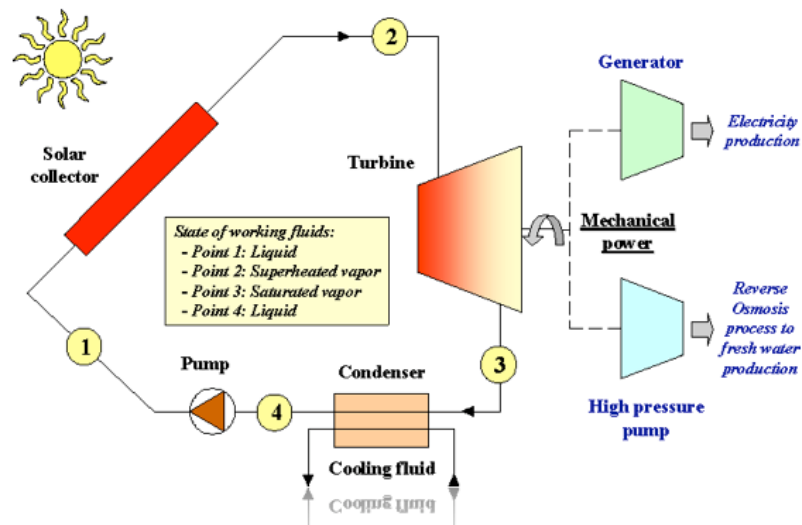 2
Generator
Electricity
production
Solar
collector
Turbine
State of working fluids:
- Point 1: Liquid
- Point 2: Superheated vapor
- Point 3: Saturated vapor
- Point 4: Liquid
Mechanical
power
Reverse
Osmosis
process to
fresh water
production
1
Pump
Condenser
3
4
High pressure
pump
Cooling fluid
Cooling fluid